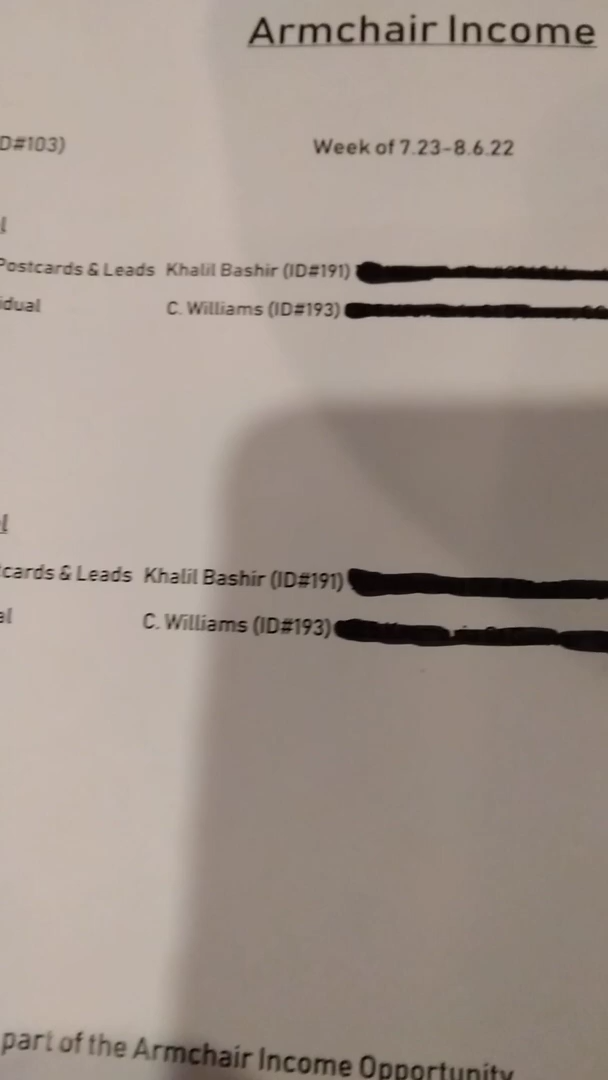 Armchair Income
D#103) Week of 7.23-8.6.22
l
Postcards & Leads Khalil Bashir (ID#191)
idual C. Williams (ID#193)
l
cards & Leads Khalil Bashir (ID#191)
al C. Williams (ID#193)
part of the Armchair Income Opportunity